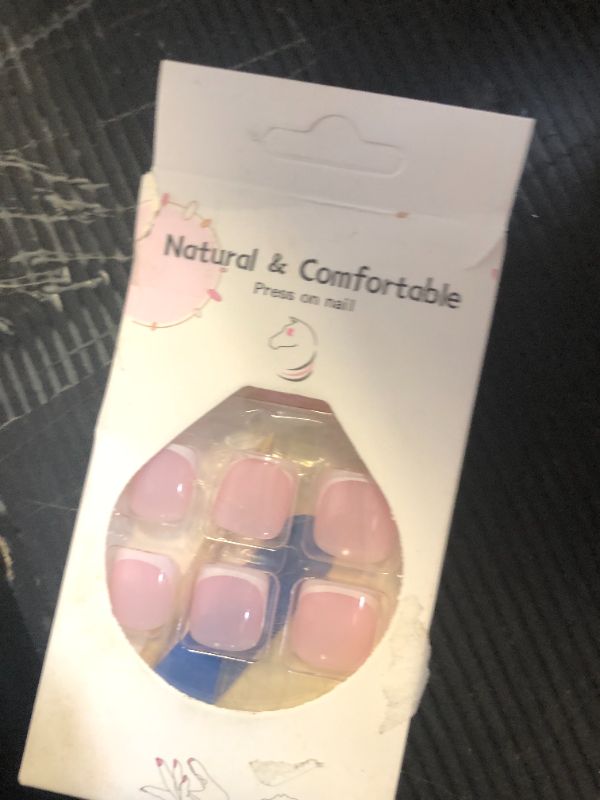 Natural & Comfortable
Press on nail